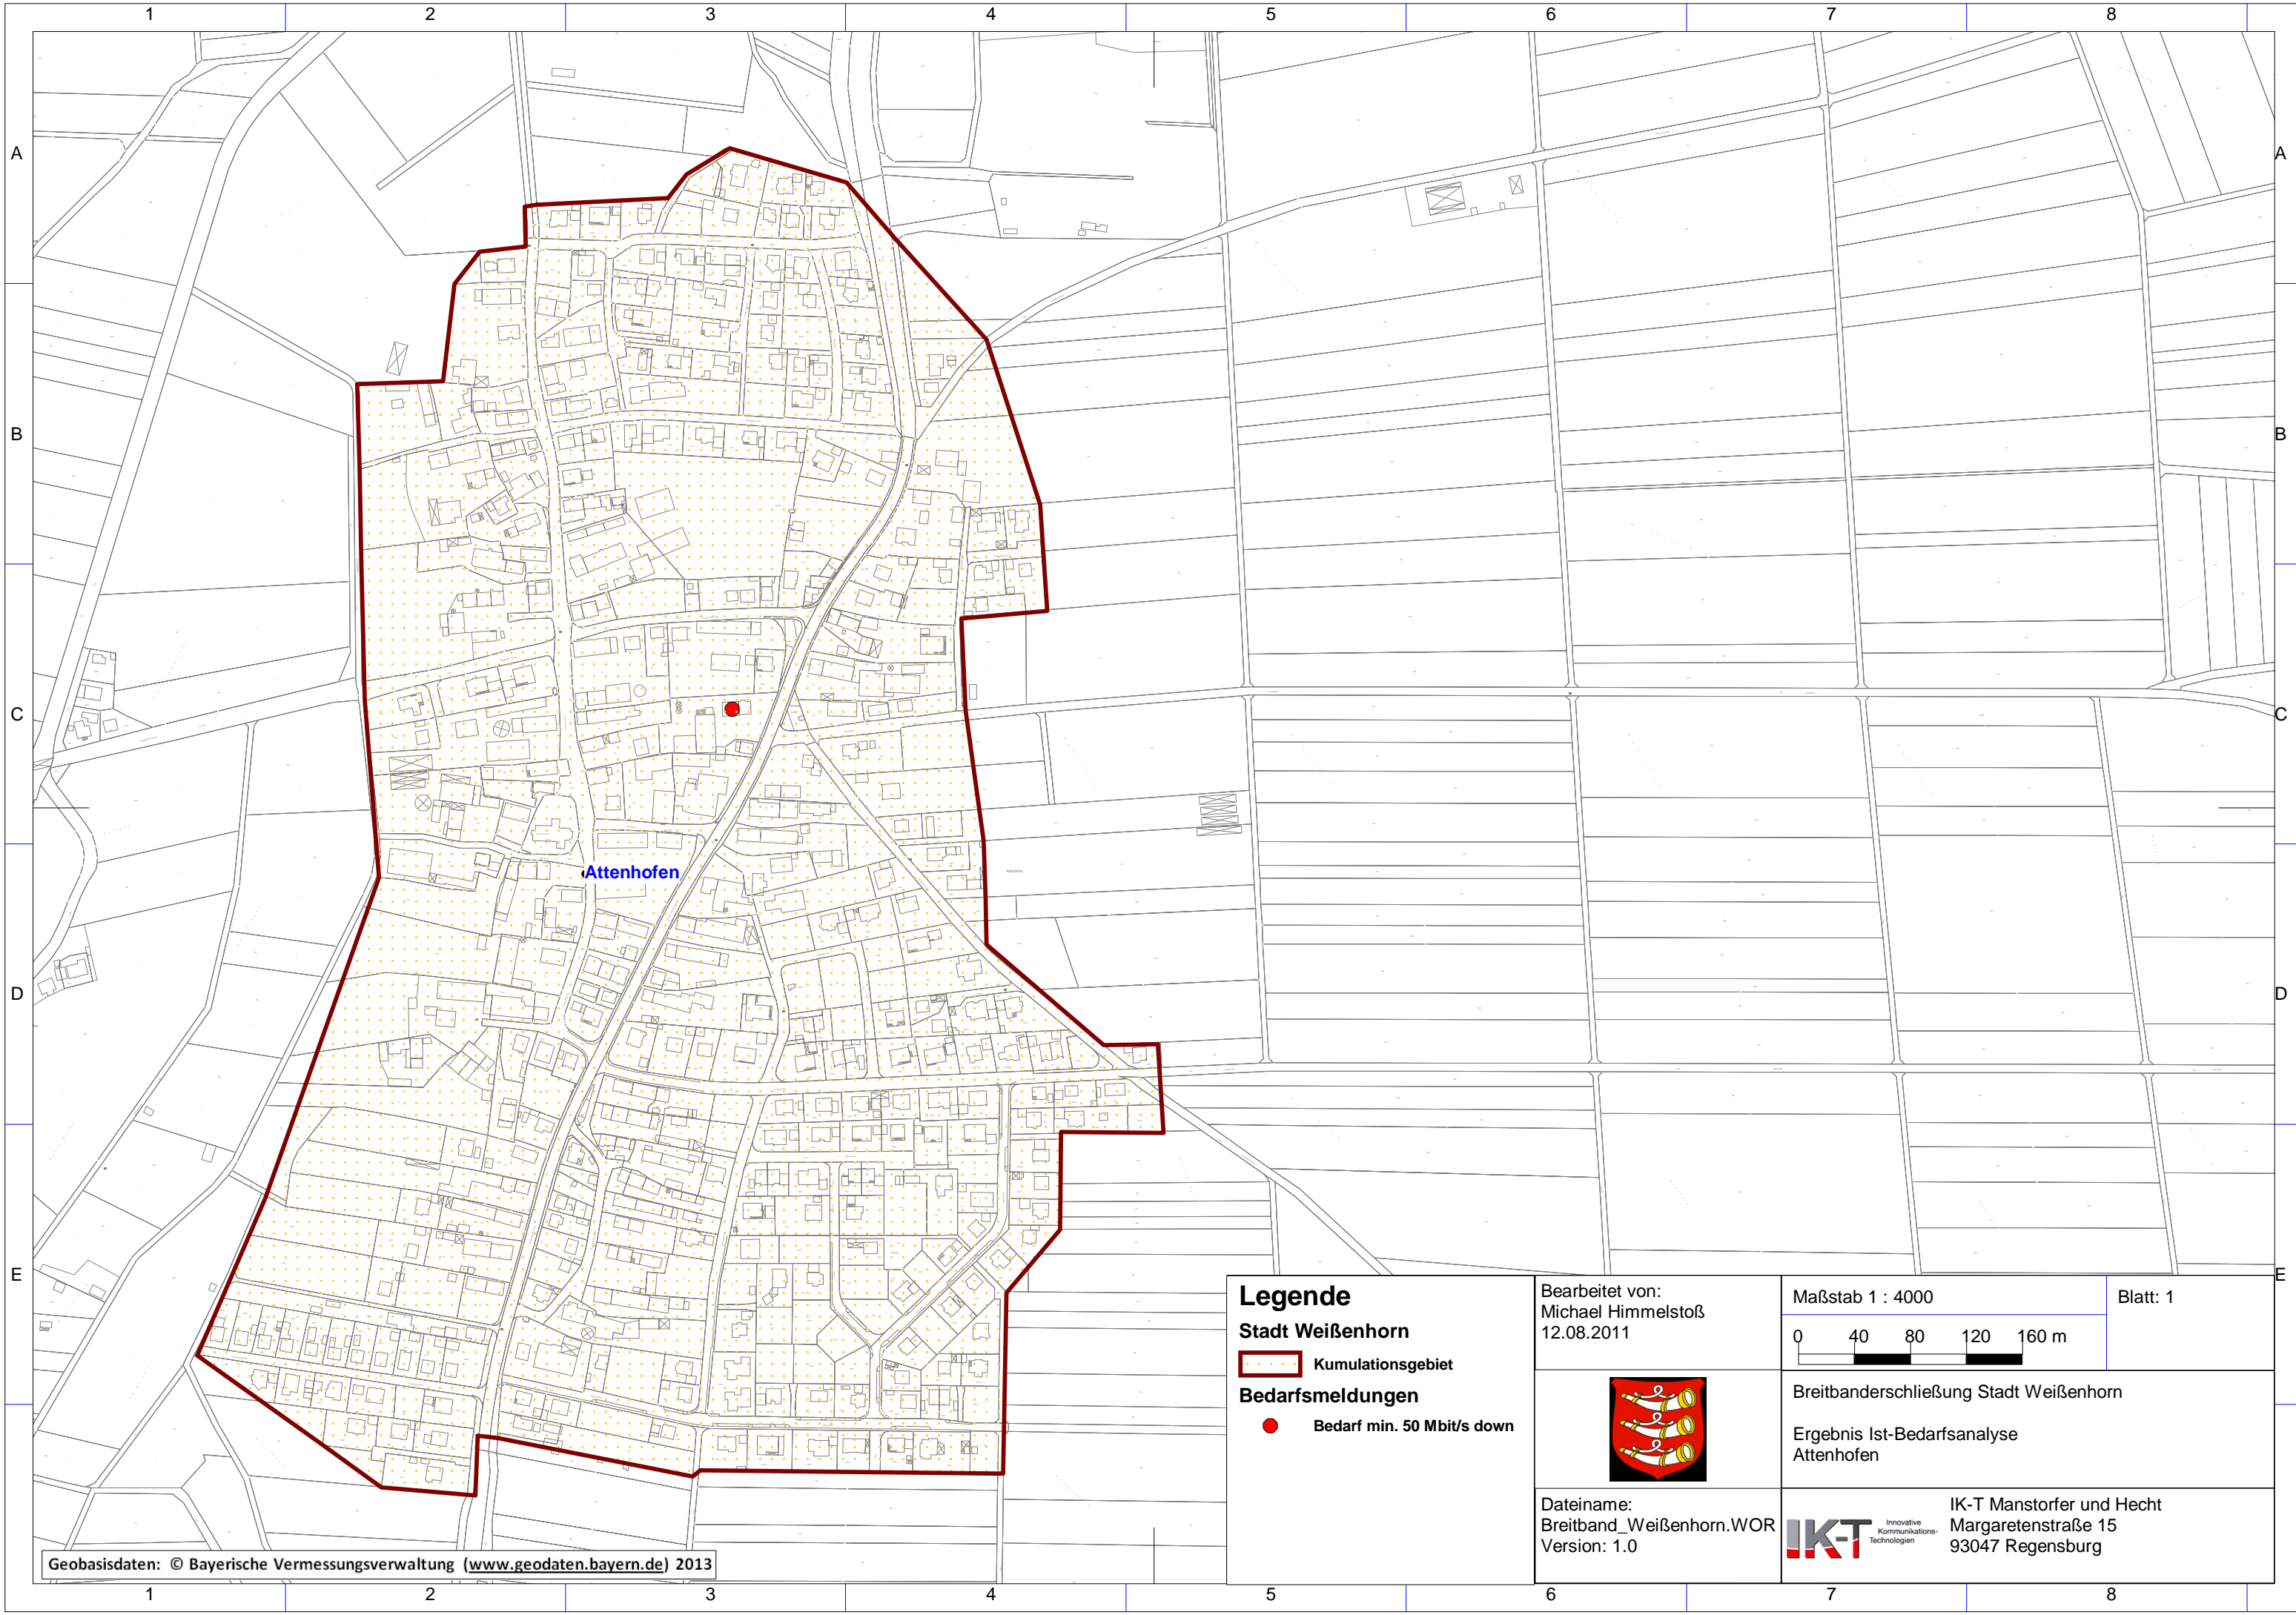 1 2 3 4 5 6 7 8
A A
B B
C C
Attenhofen
D D
E E
Legende
Stadt Weißenhorn
Kumulationsgebiet
Bedarfsmeldungen
Bedarf min. 50 Mbit/s down
Bearbeitet von:
Michael Himmelstoß
12.08.2011
Maßstab 1 : 4000
Blatt: 1
0 40 80 120 160 m
Breitbanderschließung Stadt Weißenhorn
Ergebnis Ist-Bedarfsanalyse
Attenhofen
Dateiname:
Breitband_Weißenhorn.WOR
Version: 1.0
IK-T
Innovative
Kommunikations-
Technologien
IK-T Manstorfer und Hecht
Margaretenstraße 15
93047 Regensburg
Geobasisdaten: © Bayerische Vermessungsverwaltung (www.geodaten.bayern.de) 2013
1 2 3 4 5 6 7 8